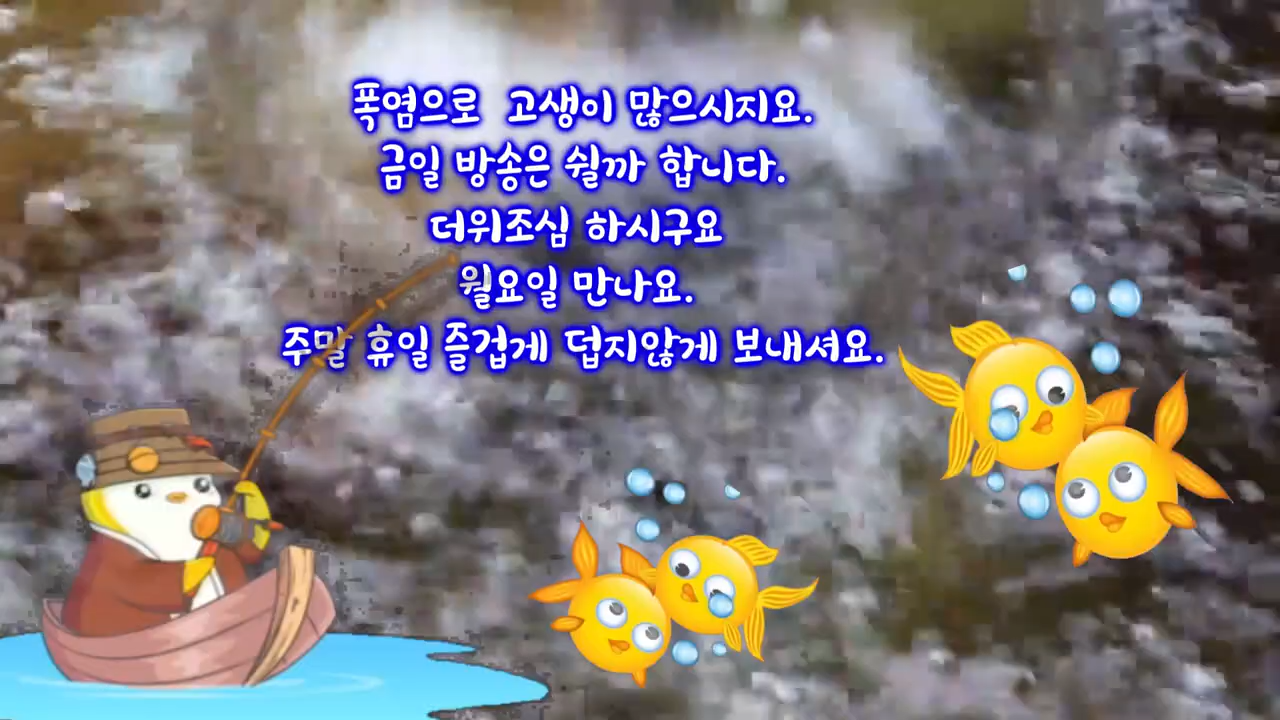 폭염으로 고생이 많으시지요.
금일 방송은 쉴까 합니다.
더위조심 하시구요
월요일 만나요.
주말 휴일 즐겁게 덥지않게 보내셔요.